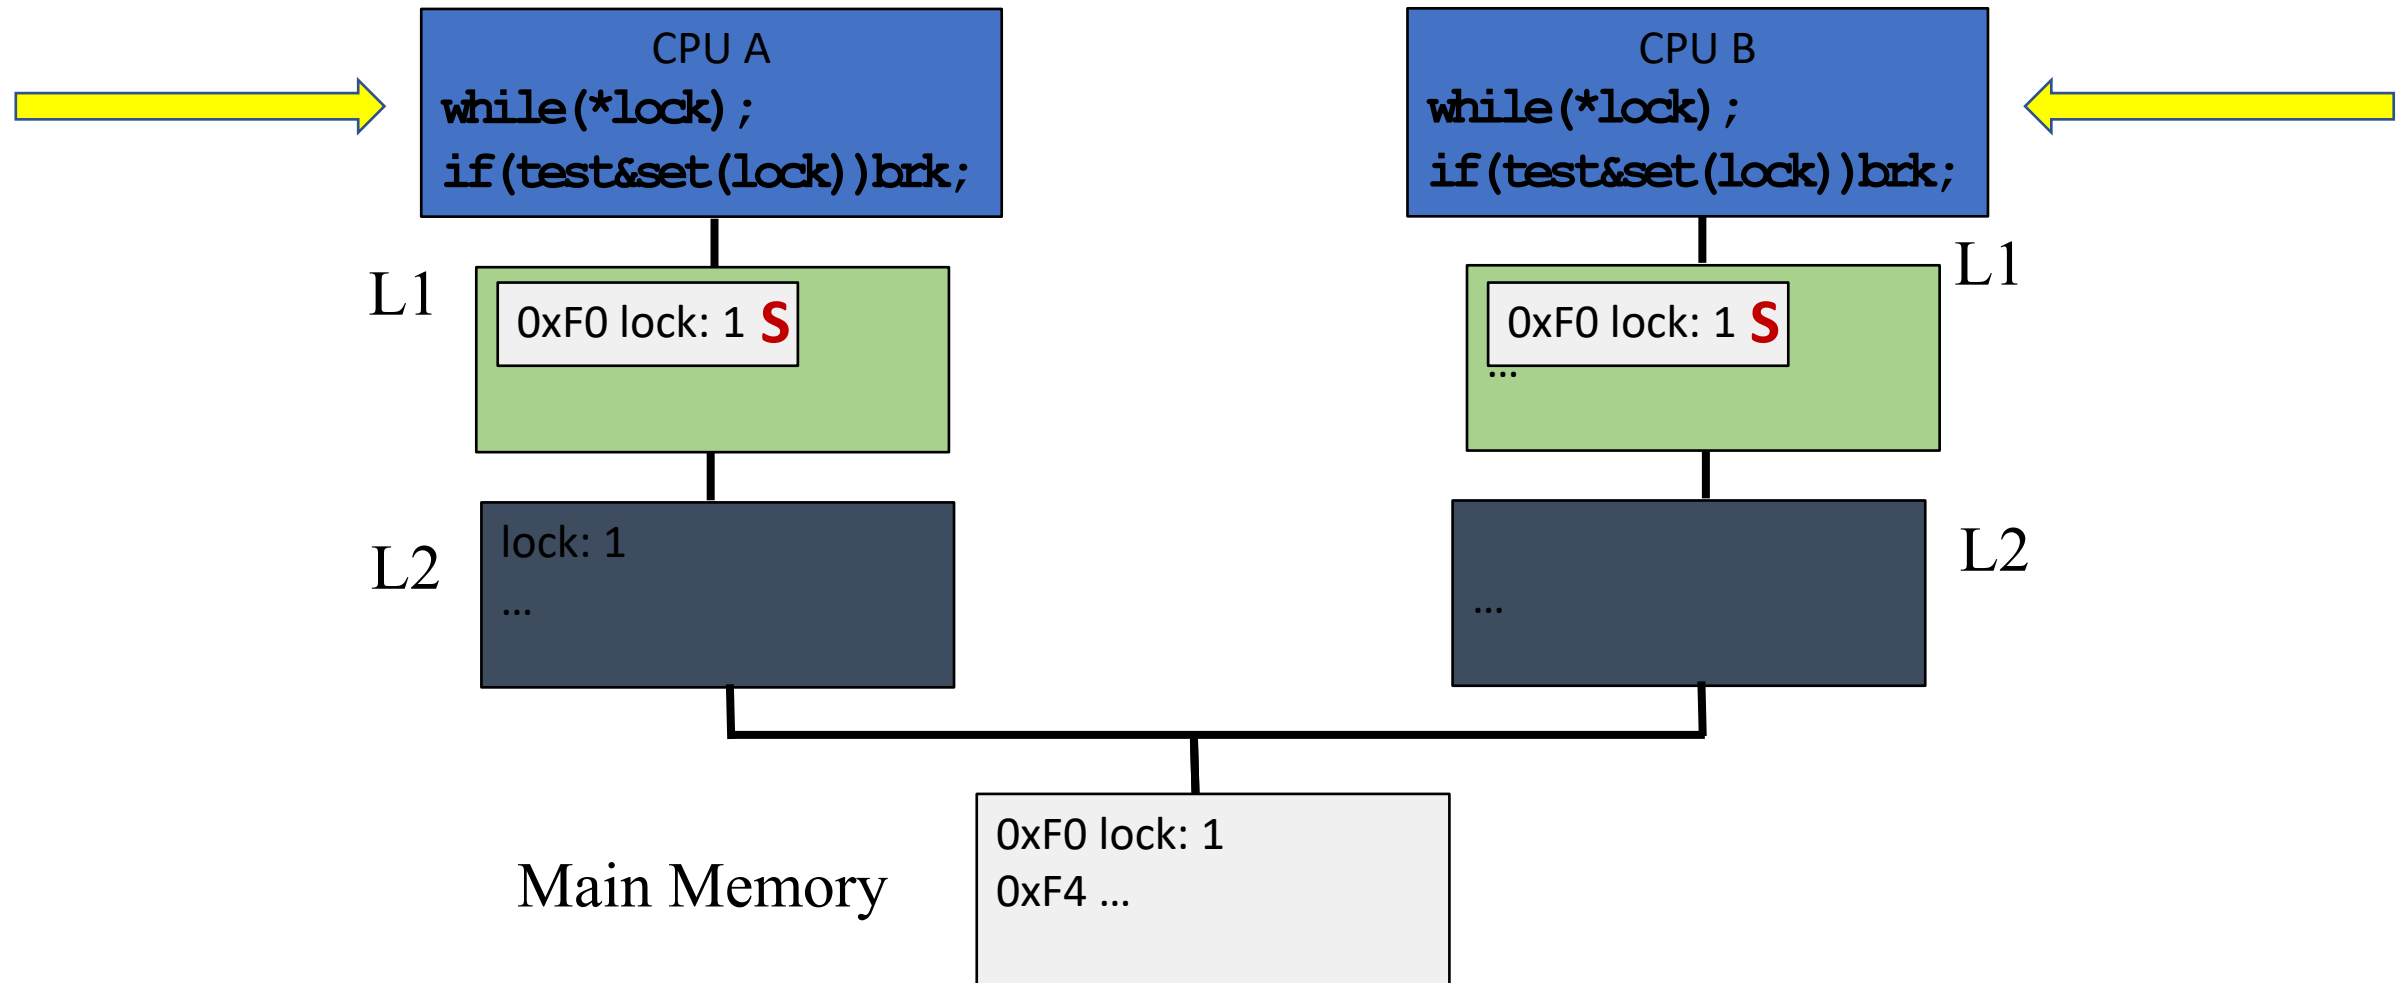 CPU A
while(*lock);
if(test&set(lock))brk;
CPU B
while(*lock);
if(test&set(lock))brk;
L1
0xF0 lock: 1 S
L1
0xF0 lock: 1 S
…
L2
lock: 1
…
L2
…
Main Memory
0xF0 lock: 1
0xF4 …